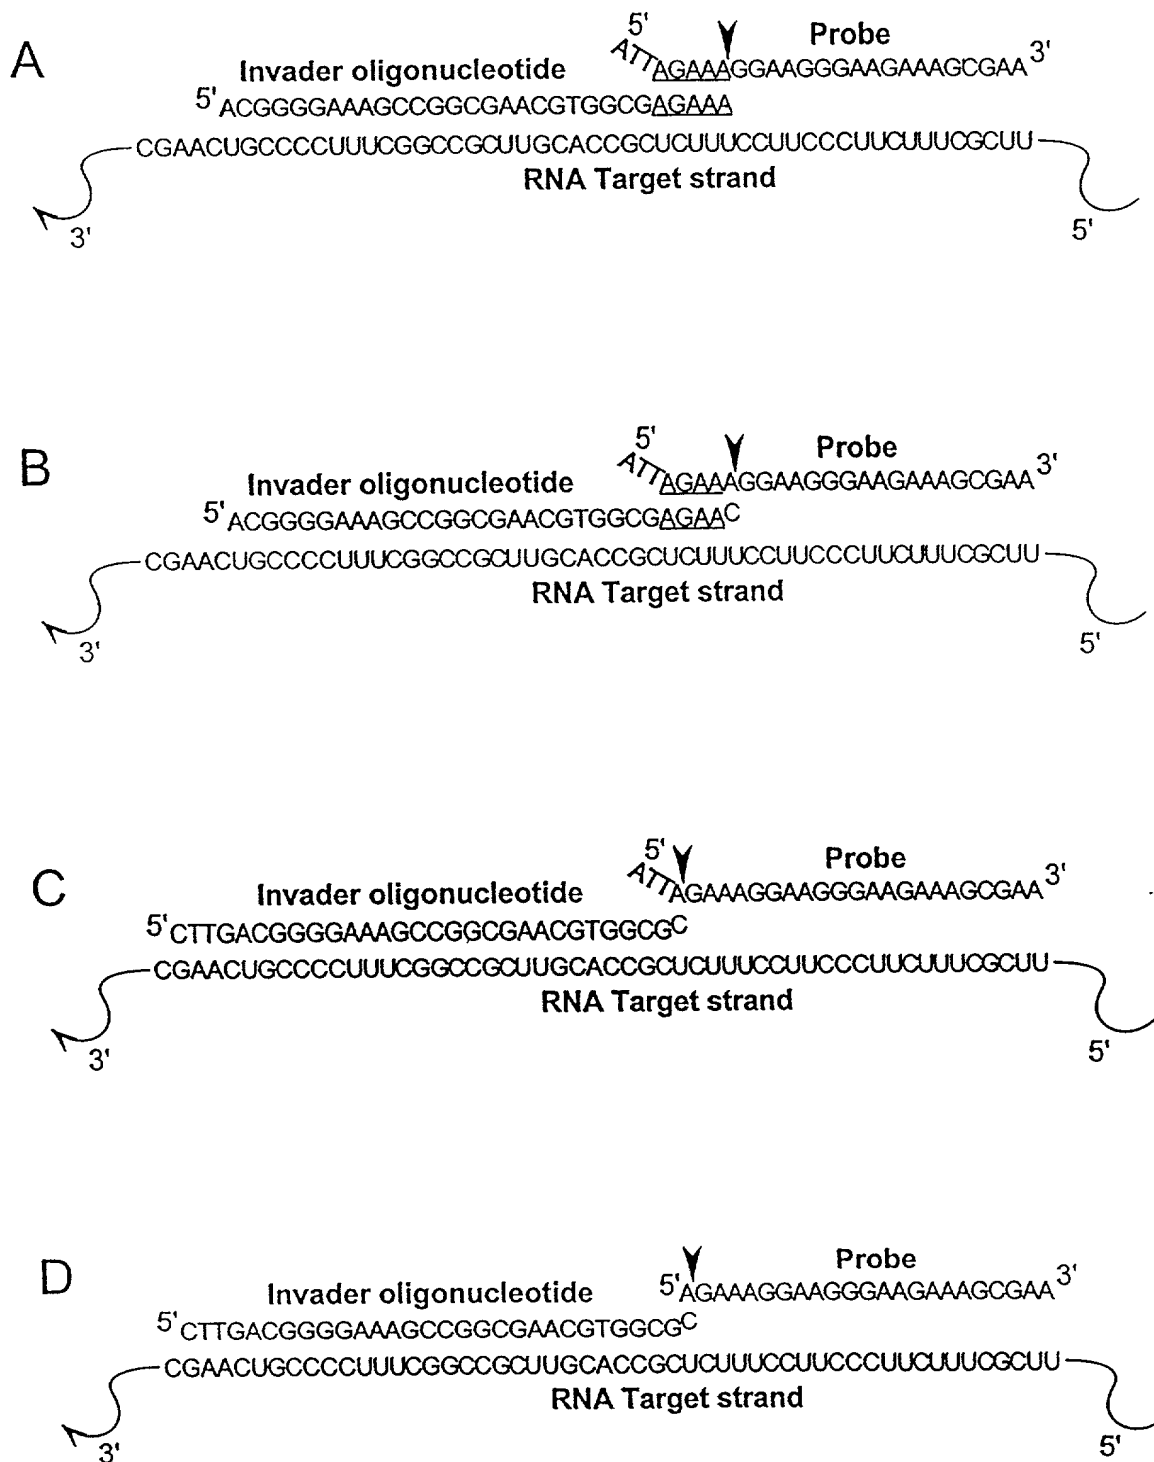 A
5'
ATTAGAAAGGAAGGGAAGAAAGCGAA 3'
Probe
Invader oligonucleotide
5' ACGGGGAAAGCCGGCGAACGTGGCGAGAAA
CGAACUGCCCCUUUCGGCCGCUUGCACCGCUCUUUCCUUCCCUUCUUUCGCUU
RNA Target strand
3'
5'
B
5'
ATTAGAAAGGAAGGGAAGAAAGCGAA 3'
Probe
Invader oligonucleotide
5' ACGGGGAAAGCCGGCGAACGTGGCGAGAAC
CGAACUGCCCCUUUCGGCCGCUUGCACCGCUCUUUCCUUCCCUUCUUUCGCUU
RNA Target strand
3'
5'
C
5'
ATTAGAAAGGAAGGGAAGAAAGCGAA 3'
Probe
Invader oligonucleotide
5' CTTGACGGGGAAAGCCGGCGAACGTGGCGC
CGAACUGCCCCUUUCGGCCGCUUGCACCGCUCUUUCCUUCCCUUCUUUCGCUU
RNA Target strand
3'
5'
D
Probe
5' AGAAAGGAAGGGAAGAAAGCGAA 3'
Invader oligonucleotide
5' CTTGACGGGGAAAGCCGGCGAACGTGGCGC
CGAACUGCCCCUUUCGGCCGCUUGCACCGCUCUUUCCUUCCCUUCUUUCGCUU
RNA Target strand
3'
5'